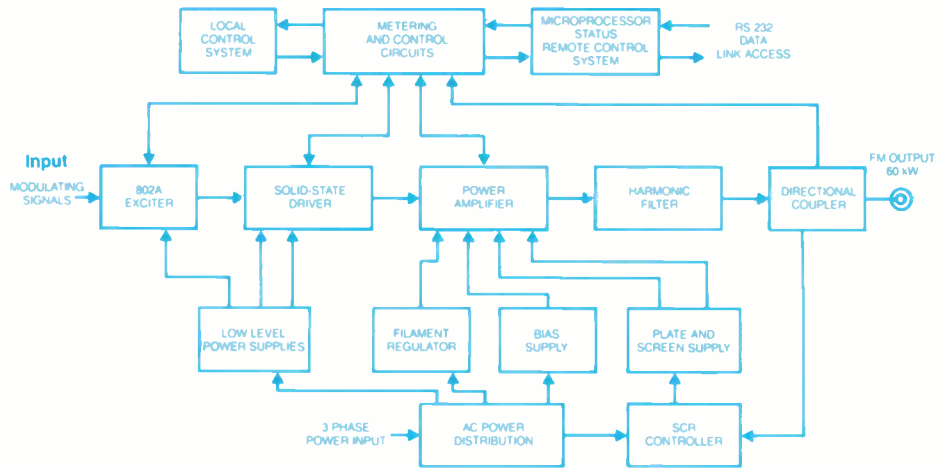 LOCAL
CONTROL
SYSTEM
METERING
AND CONTROL
CIRCUITS
MICROPROCESSOR
STATUS
REMOTE CONTROL
SYSTEM
RS 232
DATA
LINK ACCESS
Input
MODULATING
SIGNALS
802A
EXCITER
SOLID-STATE
DRIVER
POWER
AMPLIFIER
HARMONIC
FILTER
DIRECTIONAL
COUPLER
FM OUTPUT
60 kW
LOW LEVEL
POWER SUPPLIES
FILAMENT
REGULATOR
BIAS
SUPPLY
PLATE AND
SCREEN SUPPLY
3 PHASE
POWER INPUT
AC POWER
DISTRIBUTION
SCR
CONTROLLER